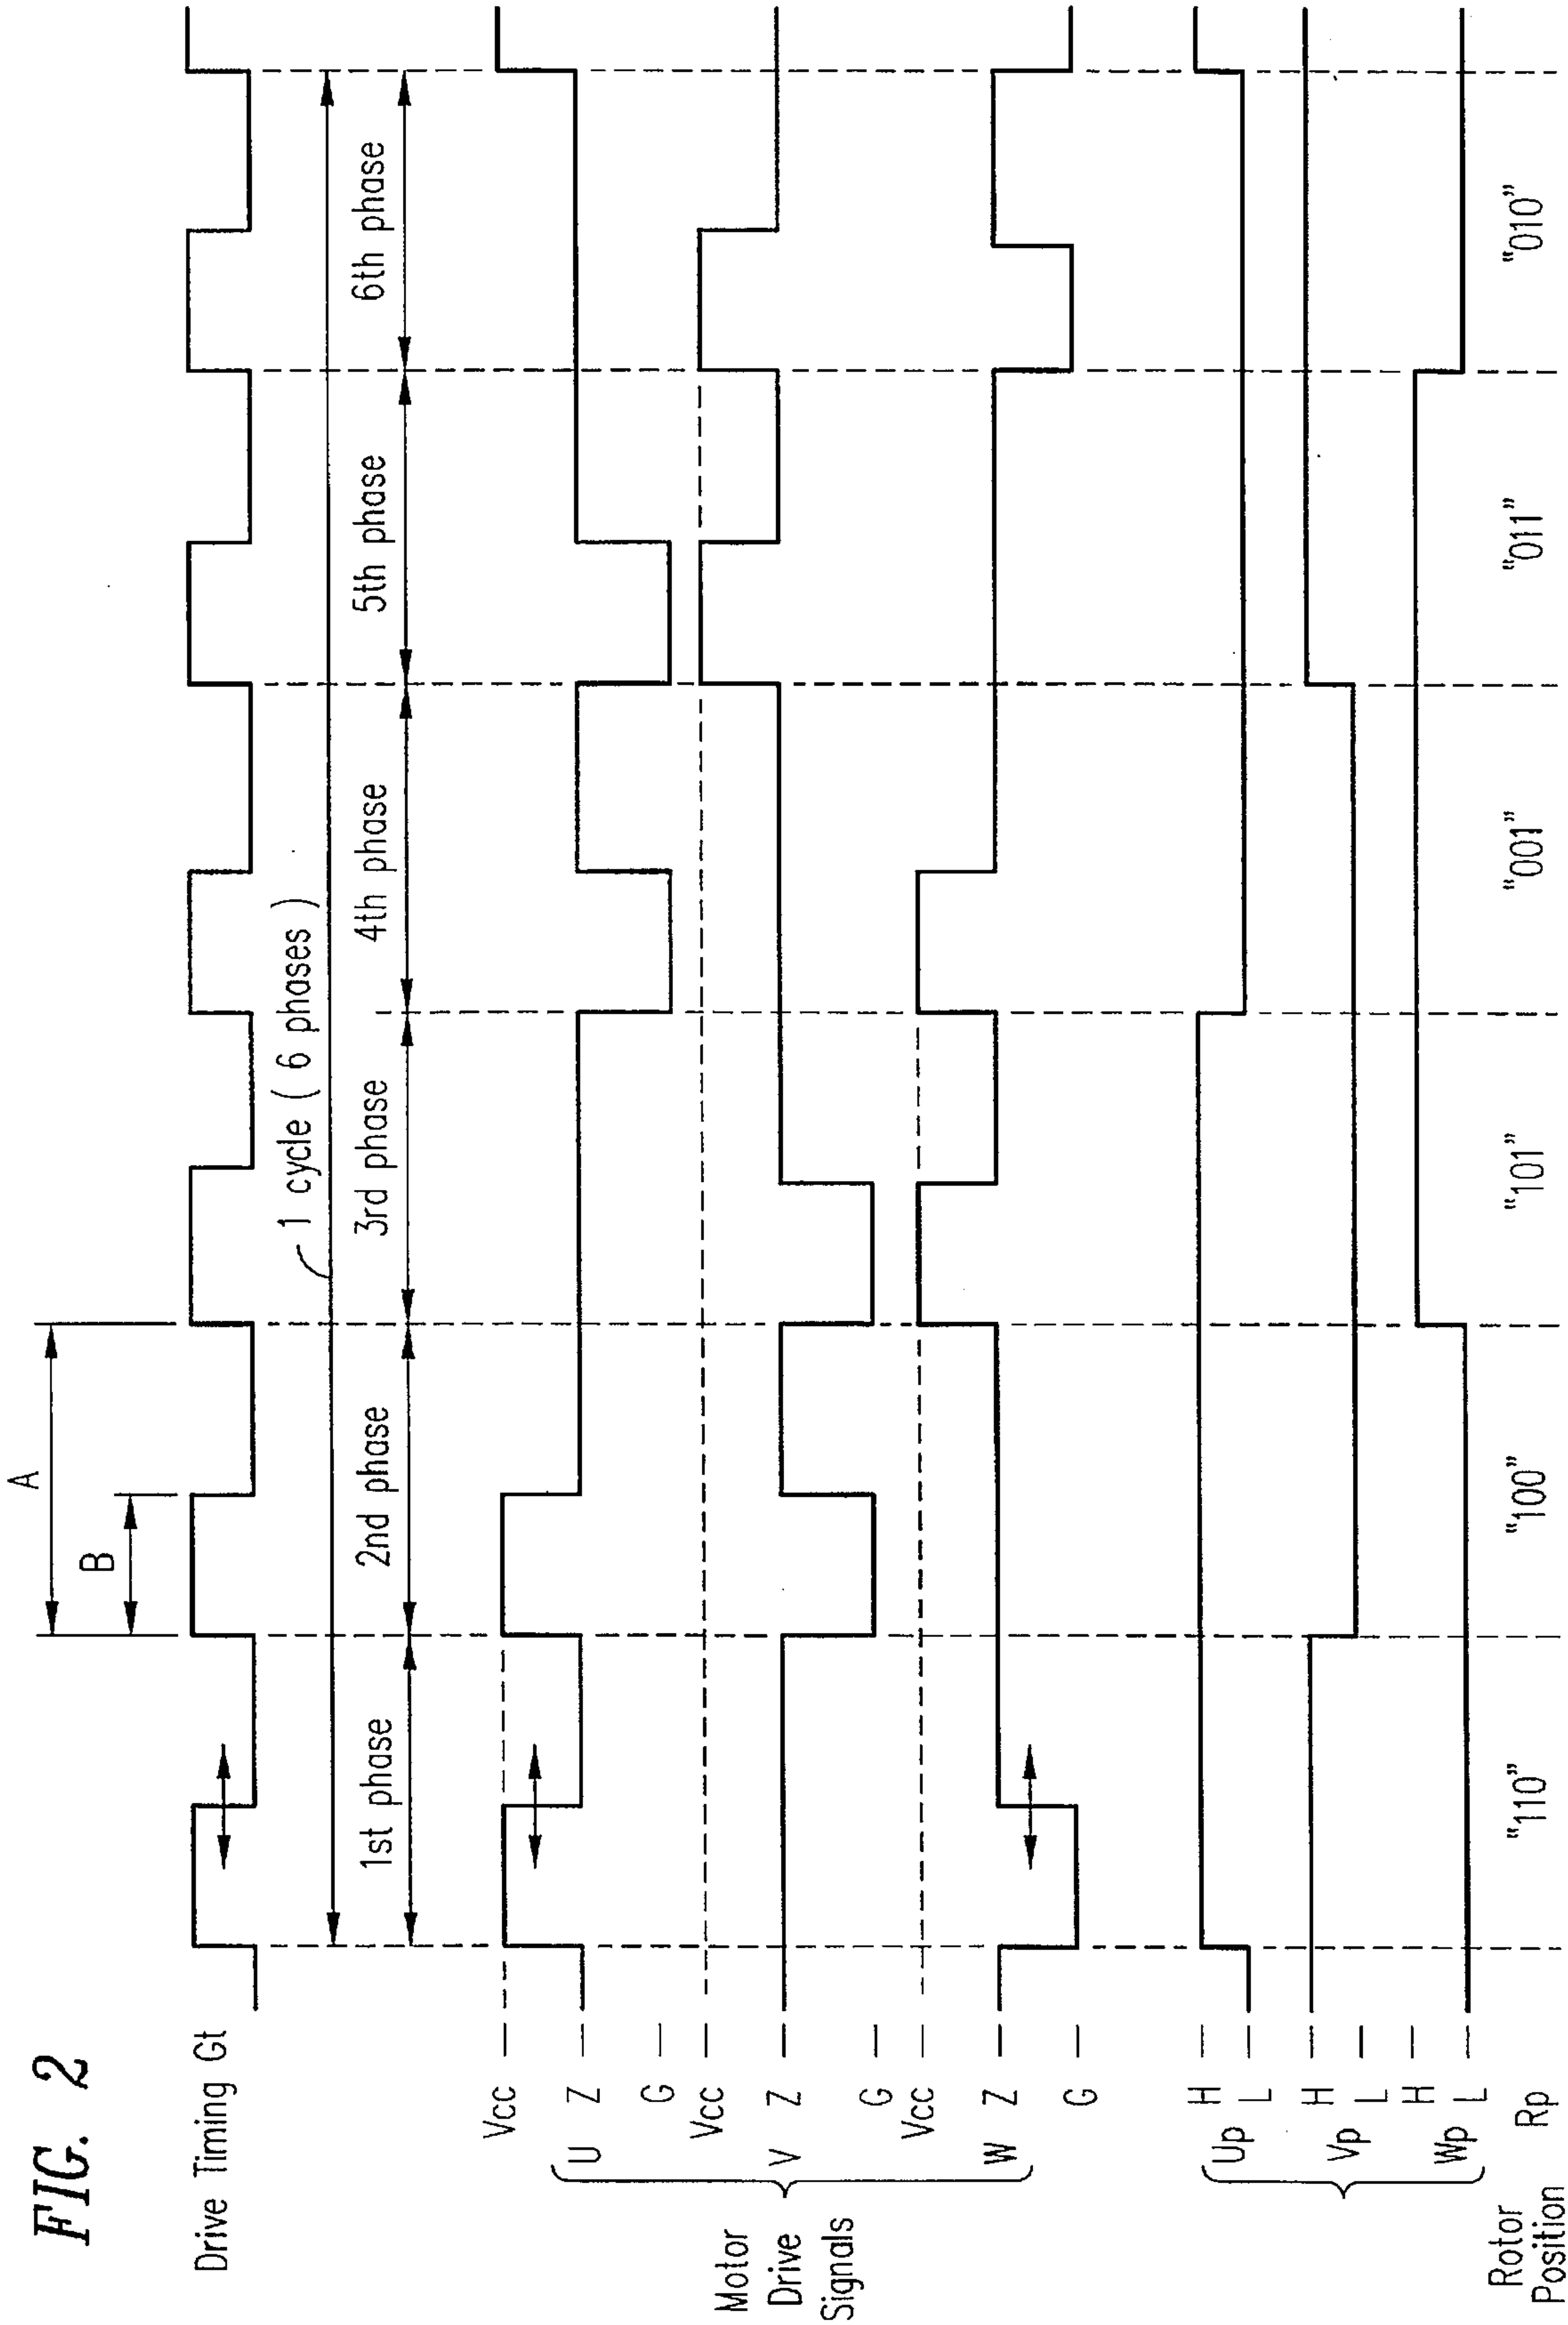 FIG. 2
A
B
Drive Timing Gt
1 cycle ( 6 phases )
1st phase
2nd phase
3rd phase
4th phase
5th phase
6th phase
Motor
Drive
Signals
U
Vcc
Z
G
V
Vcc
Z
G
W
Vcc
Z
G
Up
H
L
Vp
H
L
Wp
H
L
Rotor
Position
Rp
"110"
"100"
"101"
"001"
"011"
"010"